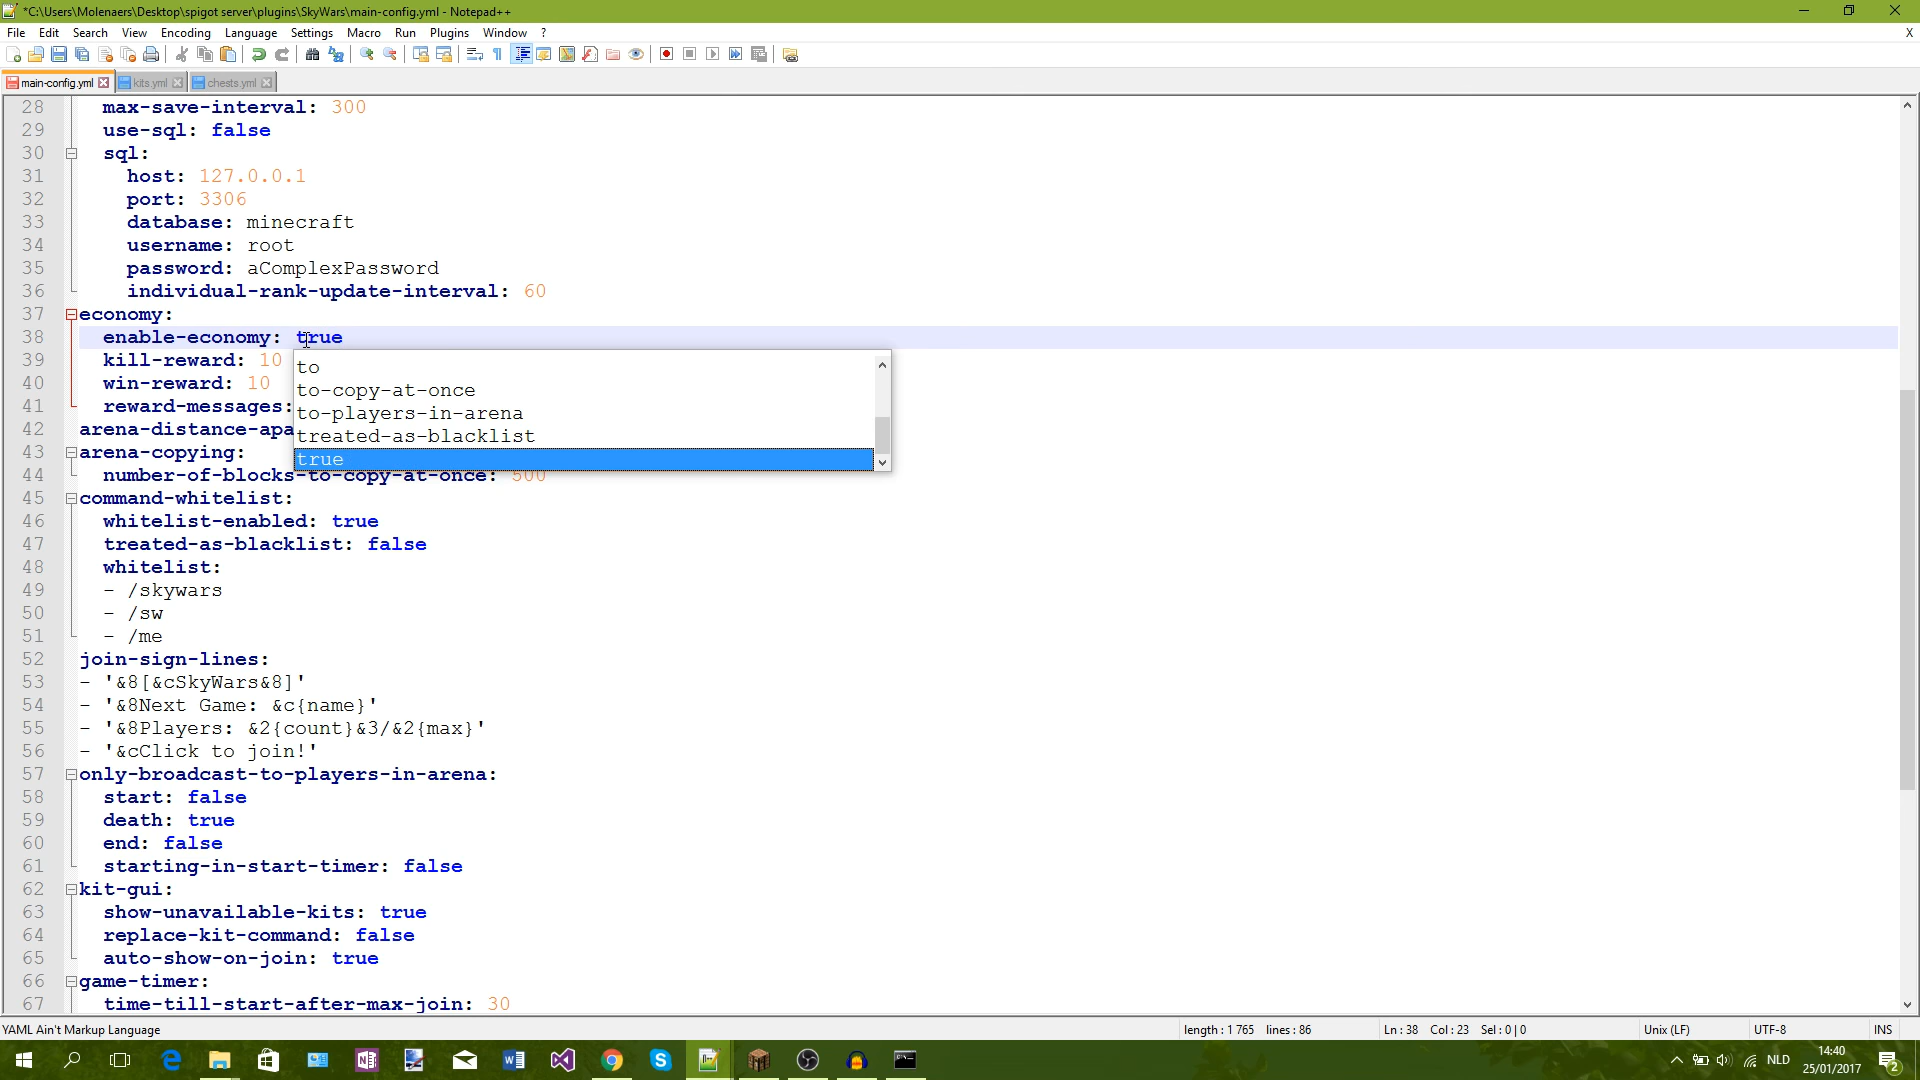 *C:\Users\Molenaers\Desktop\spigot server\plugins\SkyWars\main-config.yml - Notepad++
File Edit Search View Encoding Language Settings Macro Run Plugins Window ? X
main-config.yml kits.yml chests.yml
28 max-save-interval: 300
29 use-sql: false
30 sql:
31 host: 127.0.0.1
32 port: 3306
33 database: minecraft
34 username: root
35 password: aComplexPassword
36 individual-rank-update-interval: 60
37 economy:
38 enable-economy: true
39 kill-reward: 10
40 win-reward: 10
41 reward-messages:
42 arena-distance-apa
to
to-copy-at-once
to-players-in-arena
treated-as-blacklist
true
43 arena-copying:
44 number-of-blocks-to-copy-at-once: 500
45 command-whitelist:
46 whitelist-enabled: true
47 treated-as-blacklist: false
48 whitelist:
49 - /skywars
50 - /sw
51 - /me
52 join-sign-lines:
53 - '&8[&cSkyWars&8]'
54 - '&8Next Game: &c{name}'
55 - '&8Players: &2{count}&3/&2{max}'
56 - '&cClick to join!'
57 only-broadcast-to-players-in-arena:
58 start: false
59 death: true
60 end: false
61 starting-in-start-timer: false
62 kit-gui:
63 show-unavailable-kits: true
64 replace-kit-command: false
65 auto-show-on-join: true
66 game-timer:
67 time-till-start-after-max-join: 30
YAML Ain't Markup Language length : 1765 lines : 86 Ln : 38 Col : 23 Sel : 0 | 0 Unix (LF) UTF-8 INS
NLD 14:40
25/01/2017 2